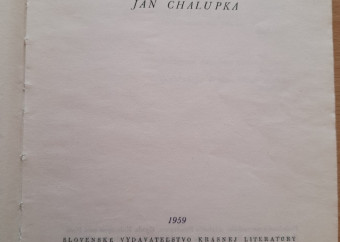 JÁN CHALUPKA
1959
SLOVENSKÉ VYDAVATEĽSTVO KRÁSNEJ LITERATÚRY